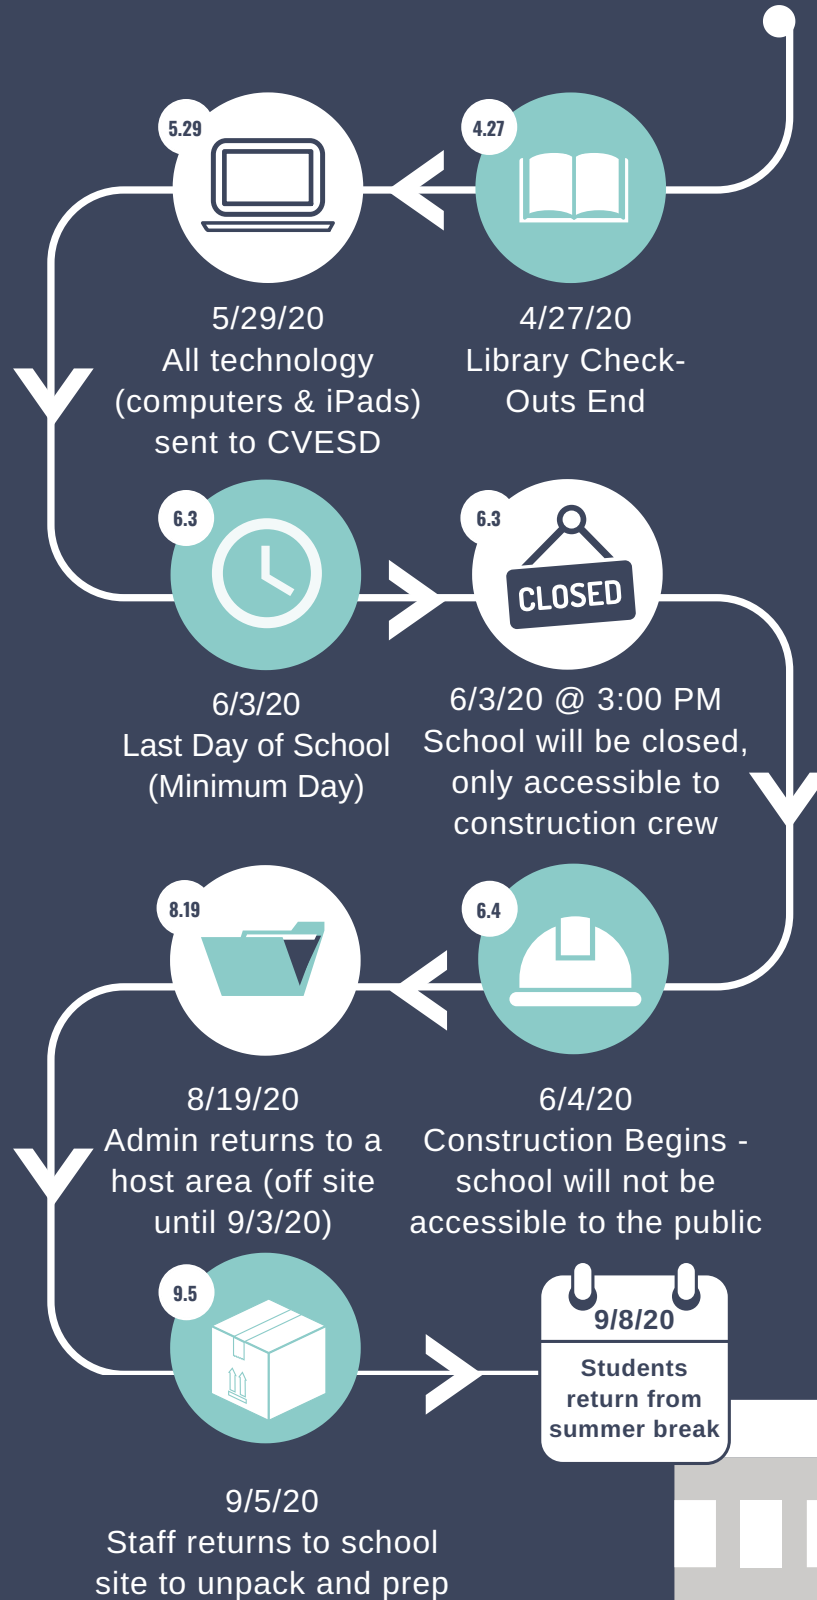 4.27
4/27/20
Library Check-
Outs End
5.29
5/29/20
All technology
(computers & iPads)
sent to CVESD
6.3
6/3/20
Last Day of School
(Minimum Day)
6.3
CLOSED
6/3/20 @ 3:00 PM
School will be closed,
only accessible to
construction crew
6.4
6/4/20
Construction Begins -
school will not be
accessible to the public
8.19
8/19/20
Admin returns to a
host area (off site
until 9/3/20)
9.5
9/5/20
Staff returns to school
site to unpack and prep
9/8/20
Students
return from
summer break